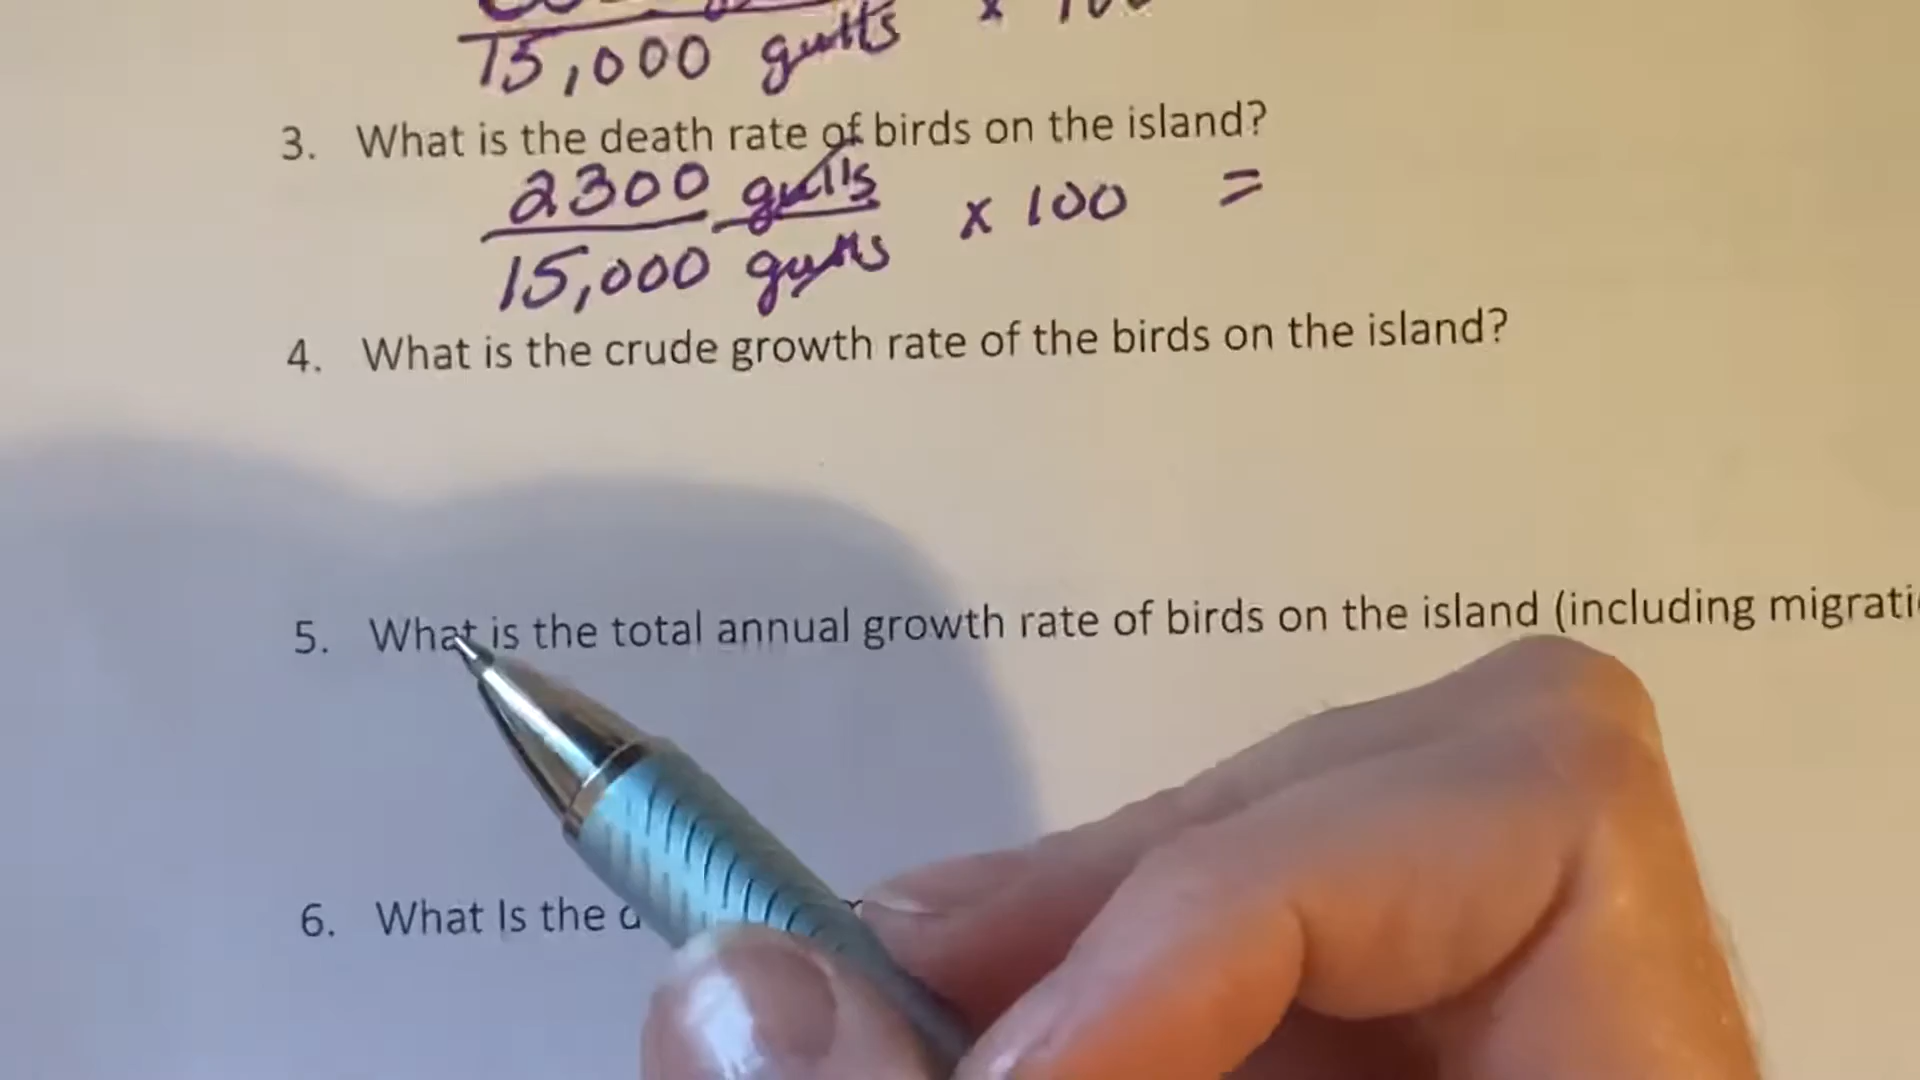 15,000 gulls x
3. What is the death rate of birds on the island?
2300 gulls
15,000 gulls x 100 =
4. What is the crude growth rate of the birds on the island?
5. What is the total annual growth rate of birds on the island (including
6. What Is the